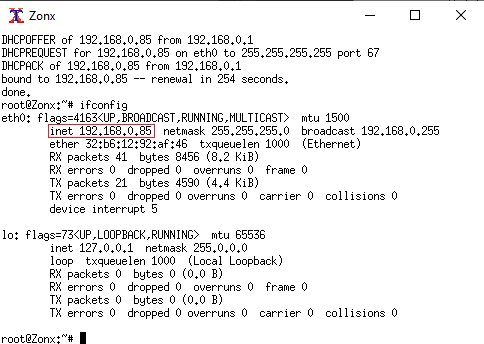 Zonx
DHCPOFFER of 192.168.0.85 from 192.168.0.1
DHCPREQUEST for 192.168.0.85 on eth0 to 255.255.255.255 port 67
DHCPACK of 192.168.0.85 from 192.168.0.1
bound to 192.168.0.85 -- renewal in 254 seconds.
done.
root@Zonx:~# ifconfig
eth0: flags=4163<UP,BROADCAST,RUNNING,MULTICAST>  mtu 1500
        inet 192.168.0.85  netmask 255.255.255.0  broadcast 192.168.0.255
        ether 32:b6:12:92:af:46  txqueuelen 1000  (Ethernet)
        RX packets 41  bytes 8456 (8.2 KiB)
        RX errors 0  dropped 0  overruns 0  frame 0
        TX packets 21  bytes 4590 (4.4 KiB)
        TX errors 0  dropped 0 overruns 0  carrier 0  collisions 0
        device interrupt 5
lo: flags=73<UP,LOOPBACK,RUNNING>  mtu 65536
        inet 127.0.0.1  netmask 255.0.0.0
        loop  txqueuelen 1000  (Local Loopback)
        RX packets 0  bytes 0 (0.0 B)
        RX errors 0  dropped 0  overruns 0  frame 0
        TX packets 0  bytes 0 (0.0 B)
        TX errors 0  dropped 0 overruns 0  carrier 0  collisions 0
root@Zonx:~#